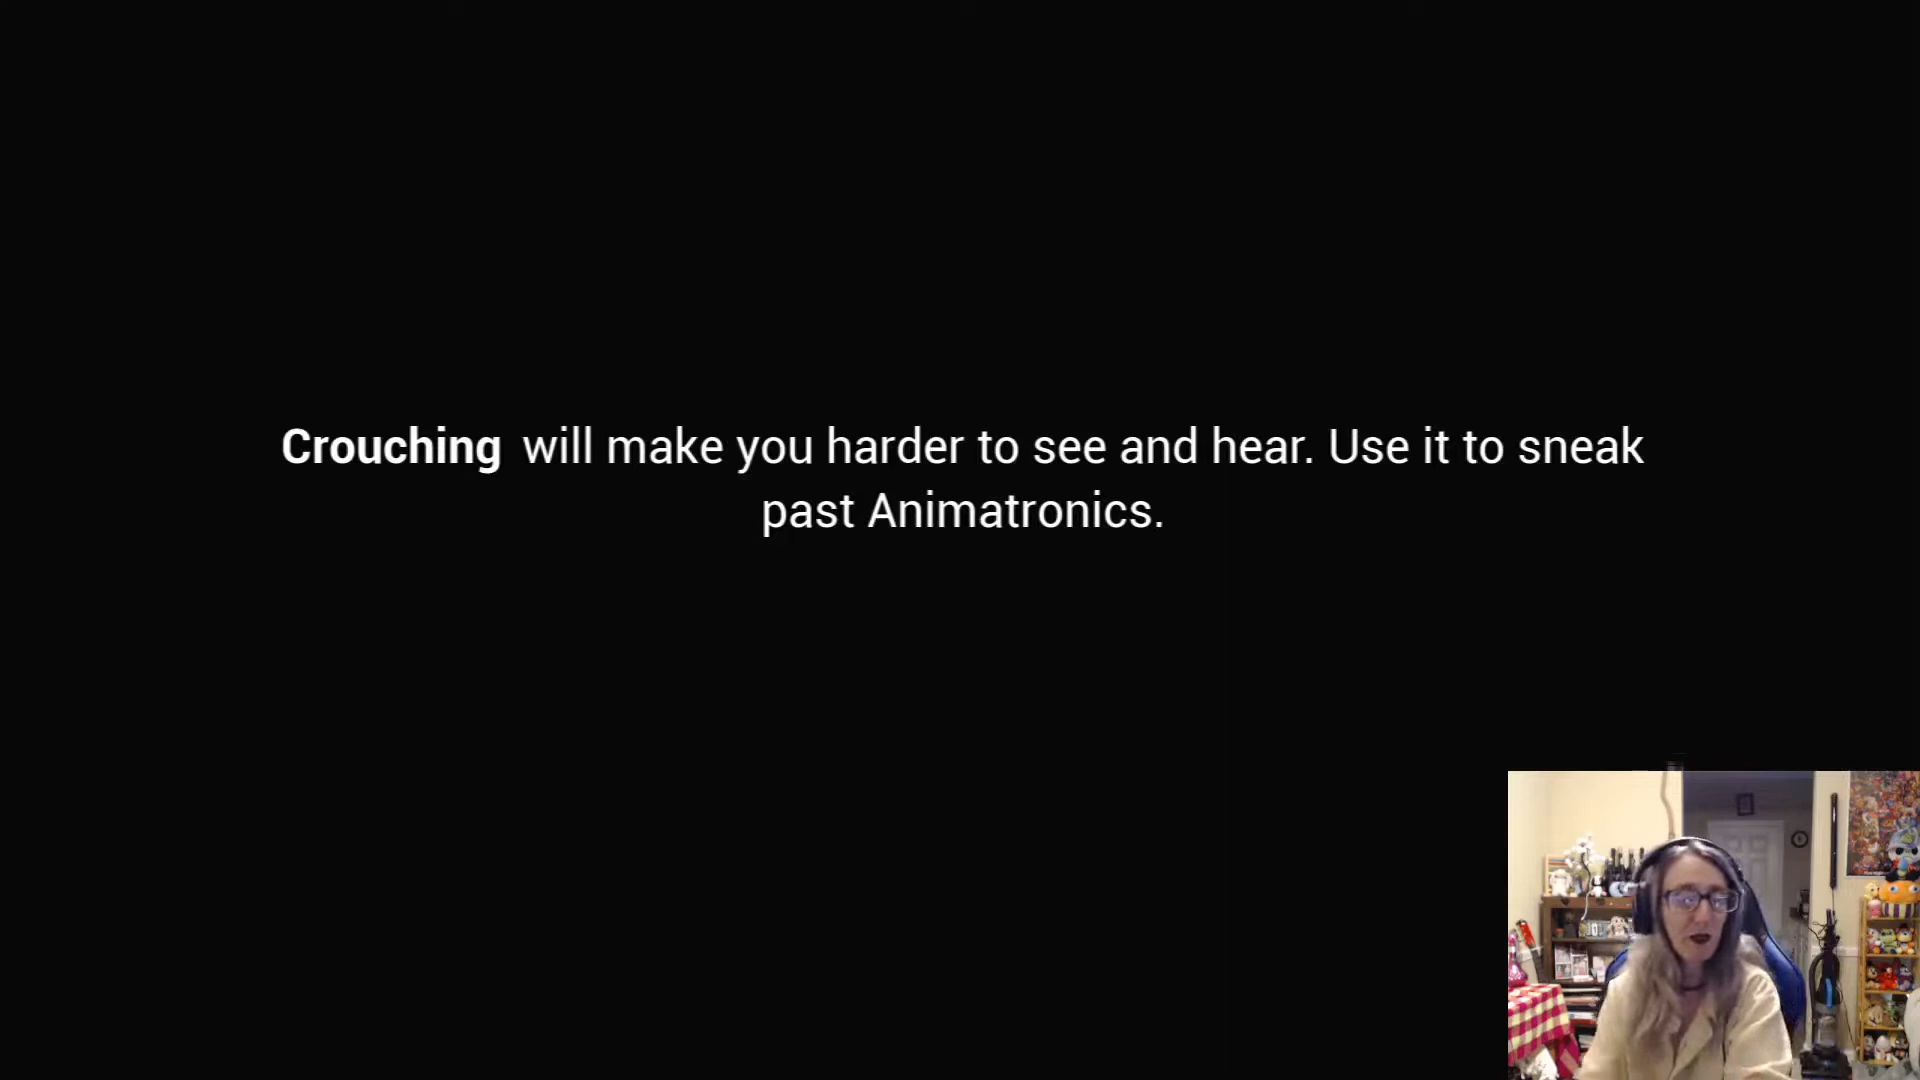 Crouching will make you harder to see and hear. Use it to sneak
past Animatronics.